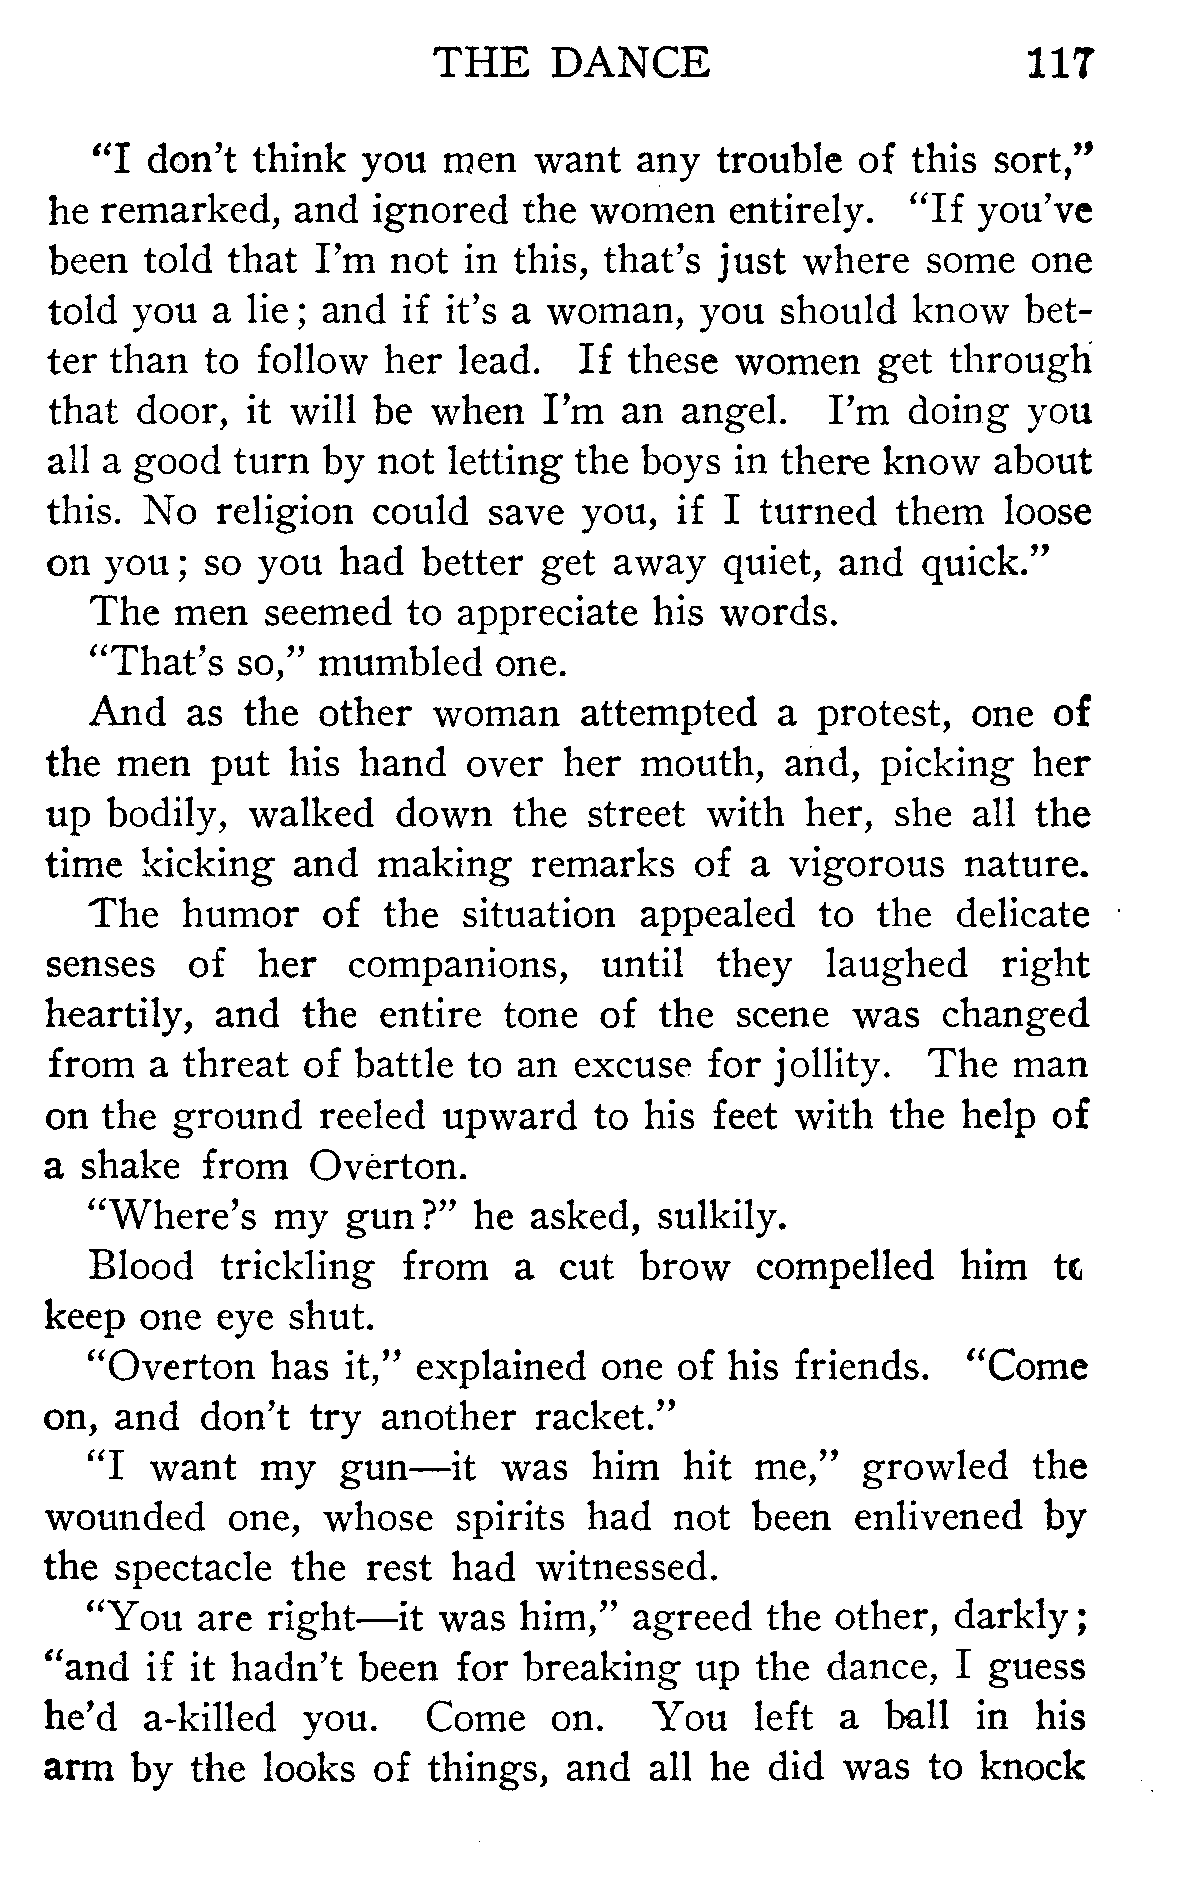 THE DANCE 117
“I don’t think you men want any trouble of this sort,”
he remarked, and ignored the women entirely. “If you’ve
been told that I’m not in this, that’s just where some one
told you a lie; and if it’s a woman, you should know bet-
ter than to follow her lead. If these women get through
that door, it will be when I’m an angel. I’m doing you
all a good turn by not letting the boys in there know about
this. No religion could save you, if I turned them loose
on you; so you had better get away quiet, and quick.”
The men seemed to appreciate his words.
“That’s so,” mumbled one.
And as the other woman attempted a protest, one of
the men put his hand over her mouth, and, picking her
up bodily, walked down the street with her, she all the
time kicking and making remarks of a vigorous nature.
The humor of the situation appealed to the delicate
senses of her companions, until they laughed right
heartily, and the entire tone of the scene was changed
from a threat of battle to an excuse for jollity. The man
on the ground reeled upward to his feet with the help of
a shake from Overton.
“Where’s my gun?” he asked, sulkily.
Blood trickling from a cut brow compelled him to
keep one eye shut.
“Overton has it,” explained one of his friends. “Come
on, and don’t try another racket.”
“I want my gun—it was him hit me,” growled the
wounded one, whose spirits had not been enlivened by
the spectacle the rest had witnessed.
“You are right—it was him,” agreed the other, darkly;
“and if it hadn’t been for breaking up the dance, I guess
he’d a-killed you. Come on. You left a ball in his
arm by the looks of things, and all he did was to knock